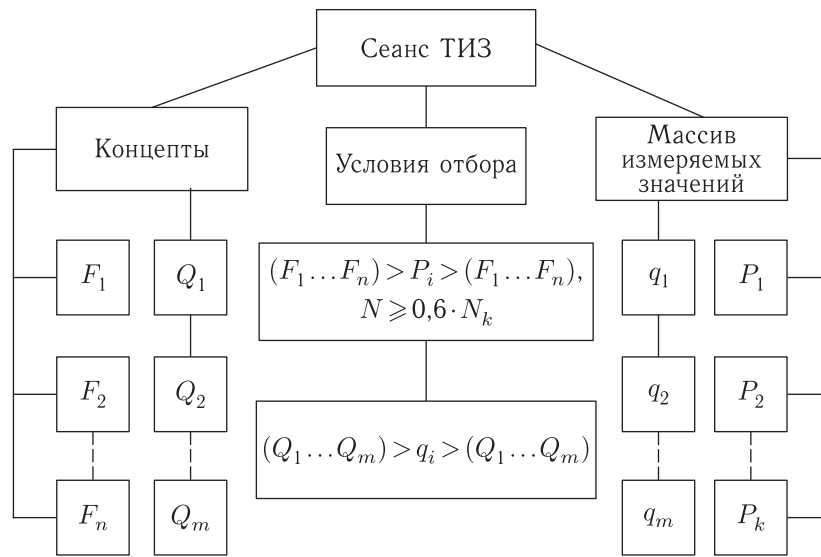 Сеанс ТИЗ
Концепты
Условия отбора
Массив
измеряемых
значений
(F₁...Fₙ) > Pᵢ > (F₁...Fₙ),
N ⩾ 0,6 · Nₖ
F₁
Q₁
q₁
P₁
F₂
Q₂
q₂
P₂
(Q₁...Qₘ) > qᵢ > (Q₁...Qₘ)
Fₙ
Qₘ
qₘ
Pₖ